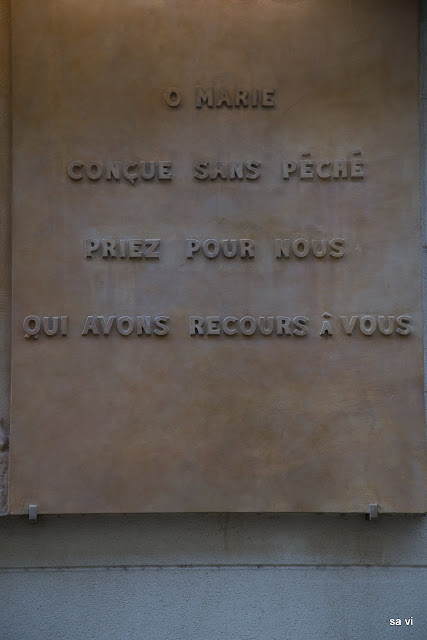 O MARIE
CONÇUE SANS PÉCHÉ
PRIEZ POUR NOUS
QUI AVONS RECOURS À VOUS
sa vi